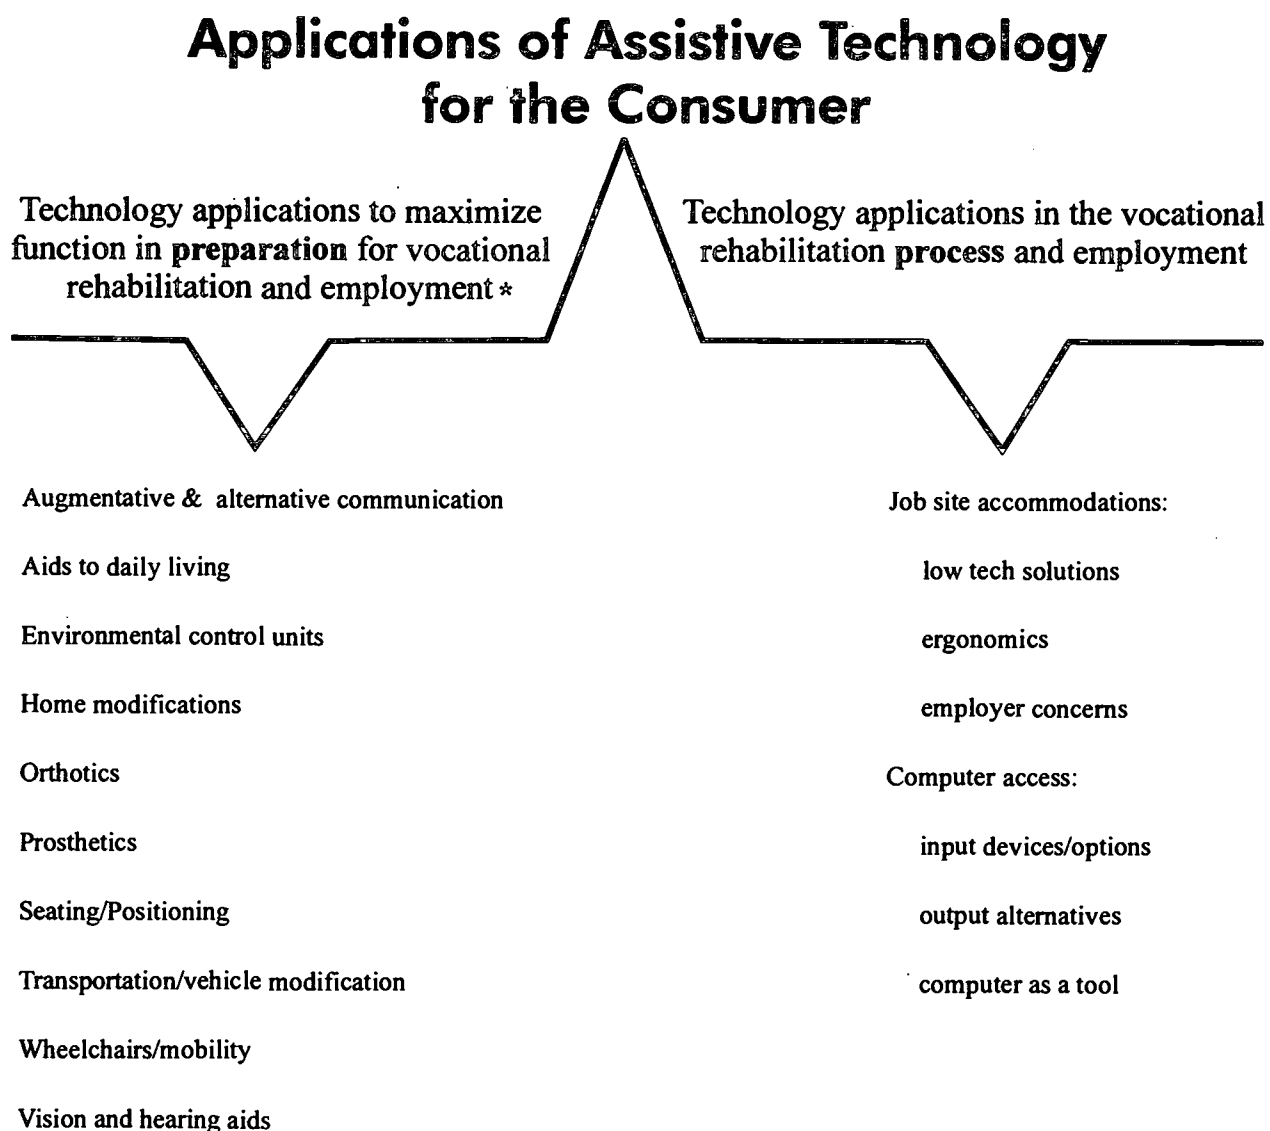 Applications of Assistive Technology
for the Consumer
Technology applications to maximize
function in preparation for vocational
rehabilitation and employment *
Technology applications in the vocational
rehabilitation process and employment
Augmentative & alternative communication
Aids to daily living
Environmental control units
Home modifications
Orthotics
Prosthetics
Seating/Positioning
Transportation/vehicle modification
Wheelchairs/mobility
Vision and hearing aids
Job site accommodations:
low tech solutions
ergonomics
employer concerns
Computer access:
input devices/options
output alternatives
computer as a tool